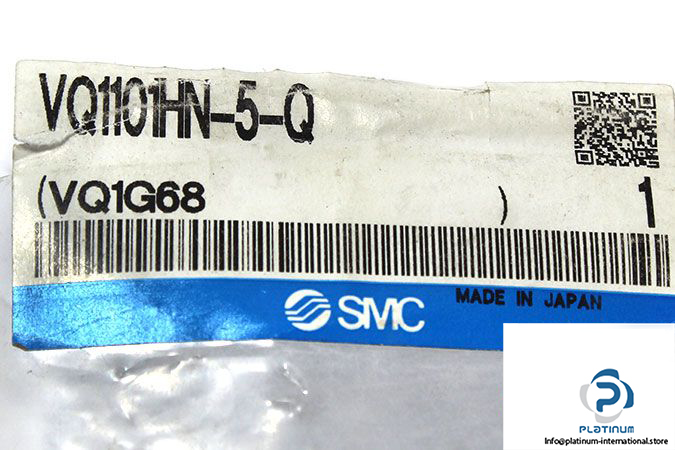 VQ1101HN-5-Q
(VQ1G68 ) 1
SMC MADE IN JAPAN
PLATINUM
Info@platinum-international.store